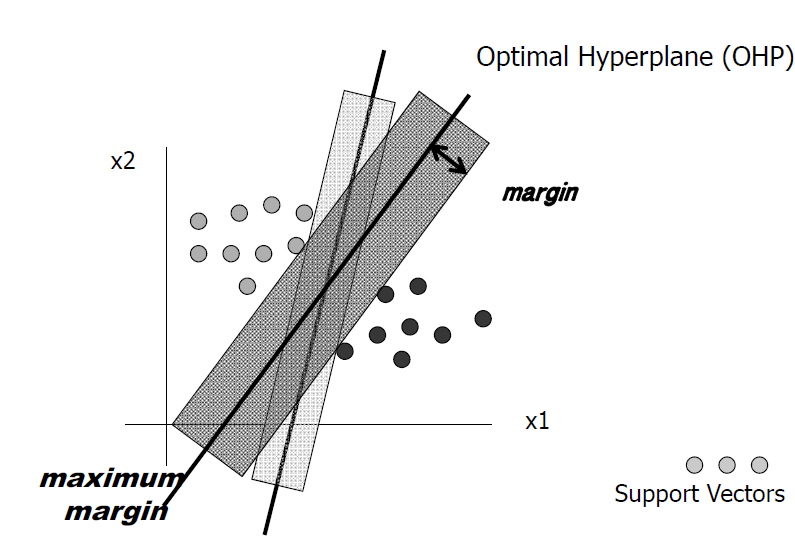 Optimal Hyperplane (OHP)
x2
margin
x1
maximum
margin
Support Vectors